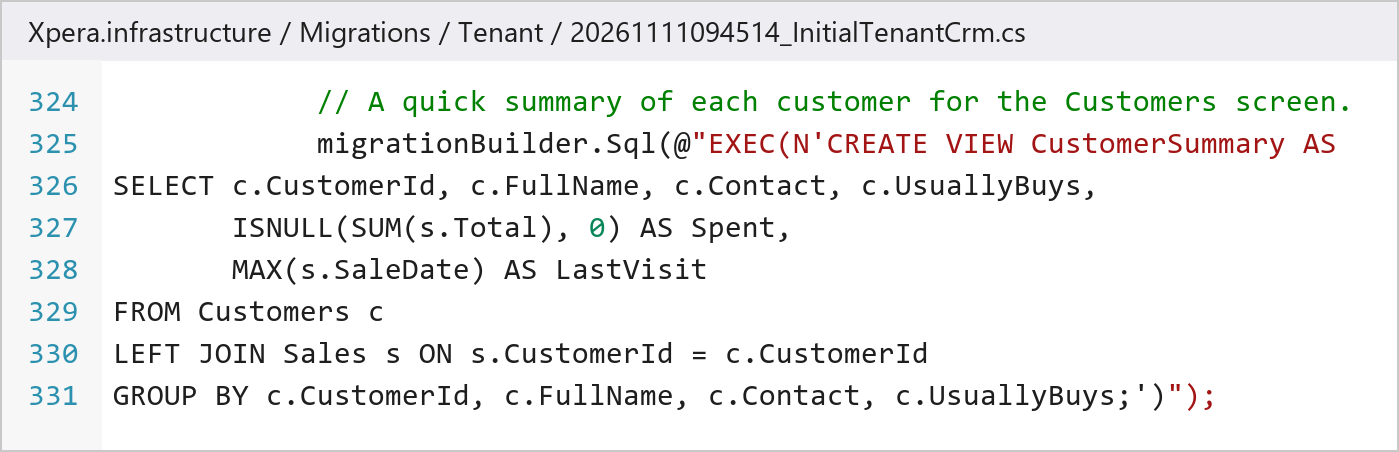 Xpera.infrastructure / Migrations / Tenant / 20261111094514_InitialTenantCrm.cs
324 // A quick summary of each customer for the Customers screen.
325 migrationBuilder.Sql(@"EXEC(N'CREATE VIEW CustomerSummary AS
326 SELECT c.CustomerId, c.FullName, c.Contact, c.UsuallyBuys,
327 ISNULL(SUM(s.Total), 0) AS Spent,
328 MAX(s.SaleDate) AS LastVisit
329 FROM Customers c
330 LEFT JOIN Sales s ON s.CustomerId = c.CustomerId
331 GROUP BY c.CustomerId, c.FullName, c.Contact, c.UsuallyBuys;')");